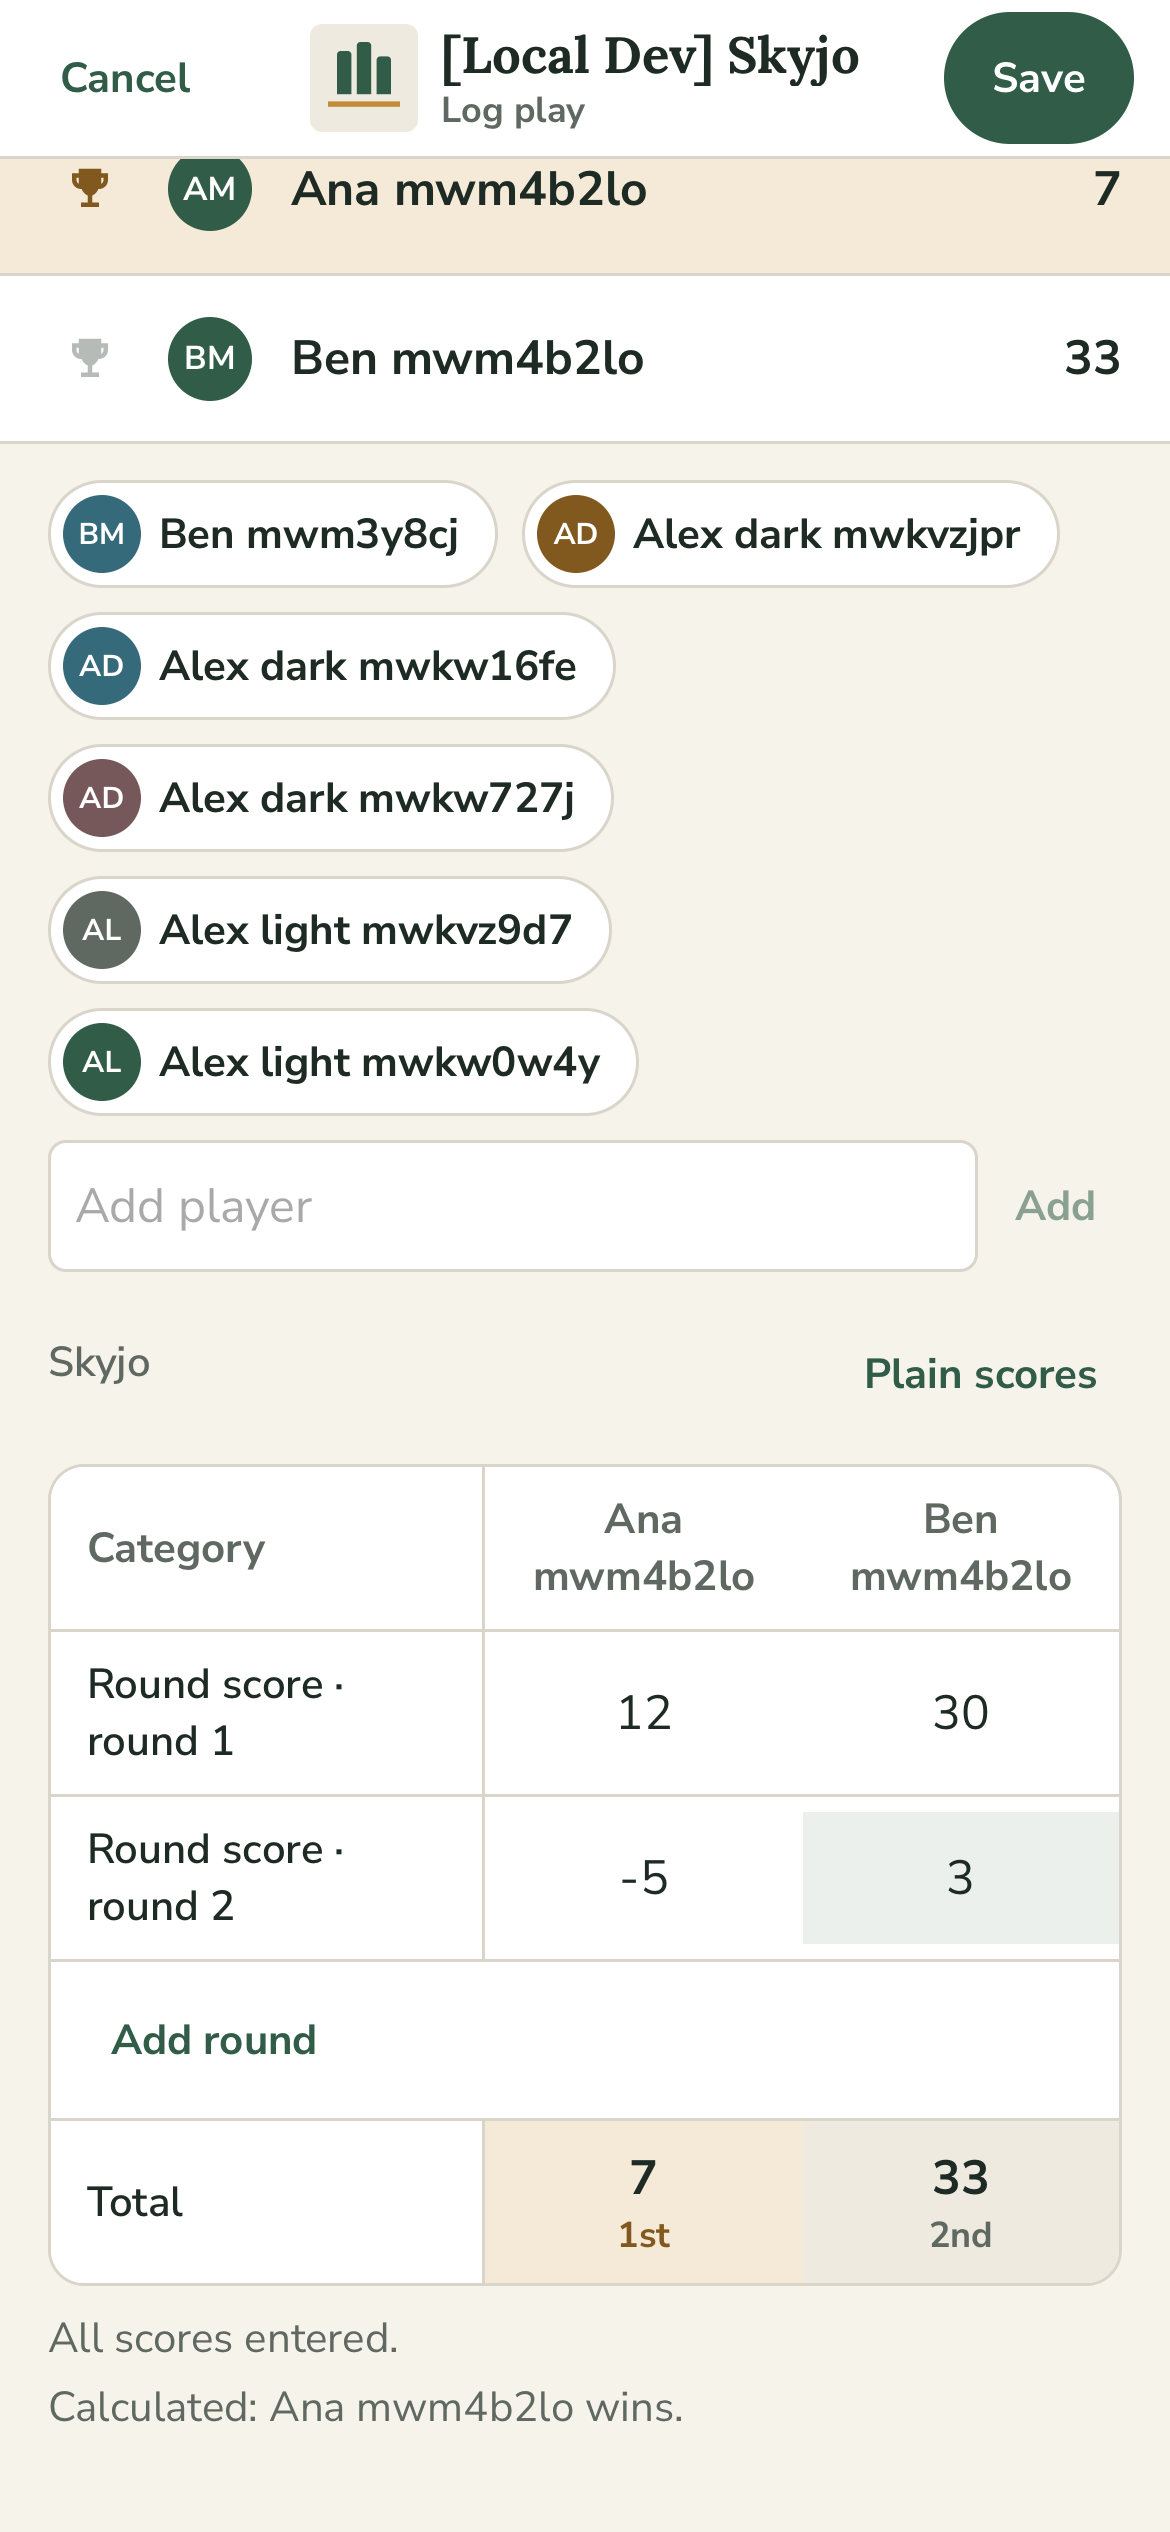 Cancel
[Local Dev] Skyjo
Log play
Save
AM Ana mwm4b2lo 7
BM Ben mwm4b2lo 33
BM Ben mwm3y8cj
AD Alex dark mwkvzjpr
AD Alex dark mwkw16fe
AD Alex dark mwkw727j
AL Alex light mwkvz9d7
AL Alex light mwkw0w4y
Add player
Add
Skyjo
Plain scores
Category
Ana
mwm4b2lo
Ben
mwm4b2lo
Round score ·
round 1
12
30
Round score ·
round 2
-5
3
Add round
Total
7
1st
33
2nd
All scores entered.
Calculated: Ana mwm4b2lo wins.